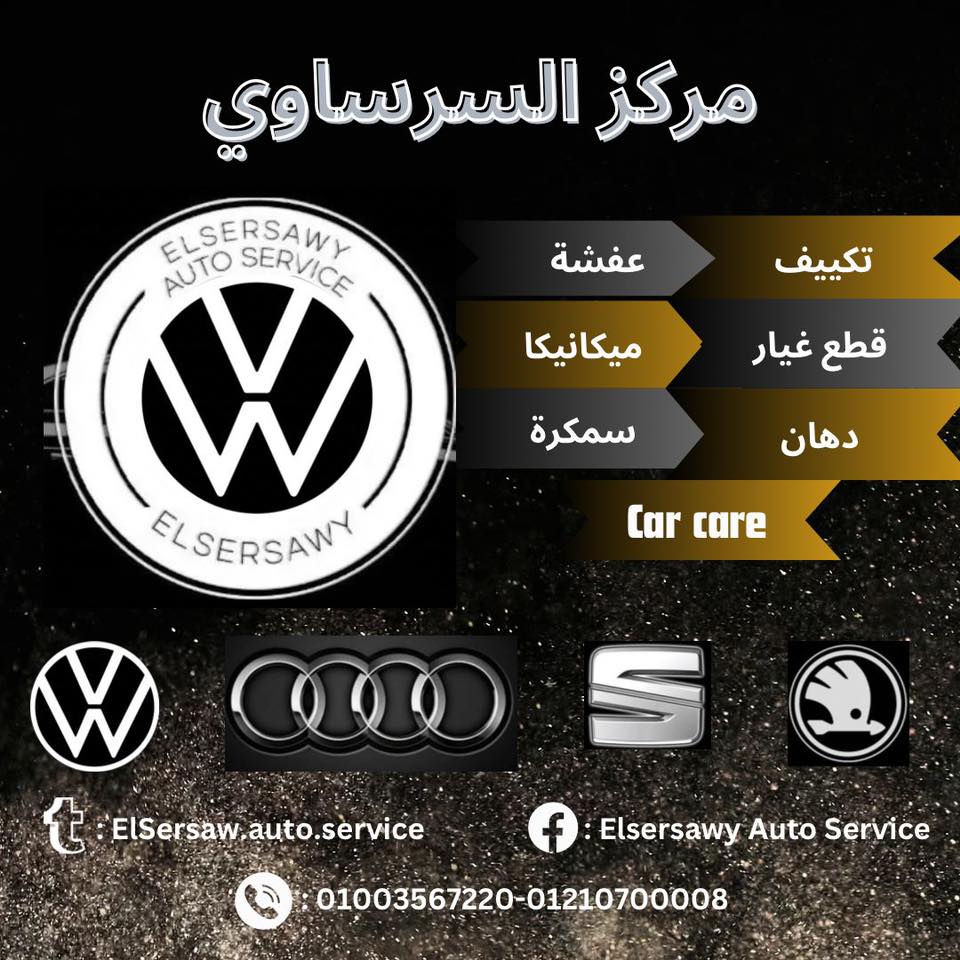 مركز السرساوي
ELSERSAWY
AUTO SERVICE
ELSERSAWY
تكييف
عفشة
قطع غيار
ميكانيكا
دهان
سمكرة
Car care
: ElSersaw.auto.service
: Elsersawy Auto Service
: 01003567220-01210700008